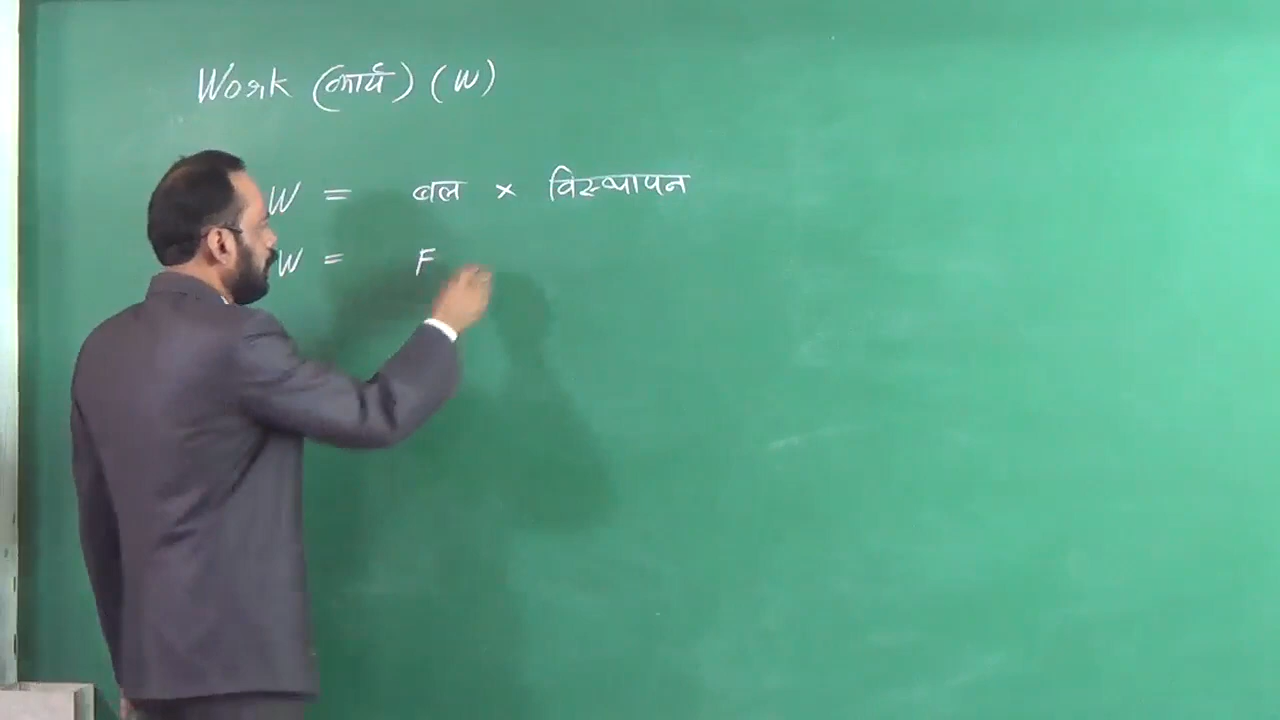 Work (कार्य) (W)
W = बल × विस्थापन
W = F